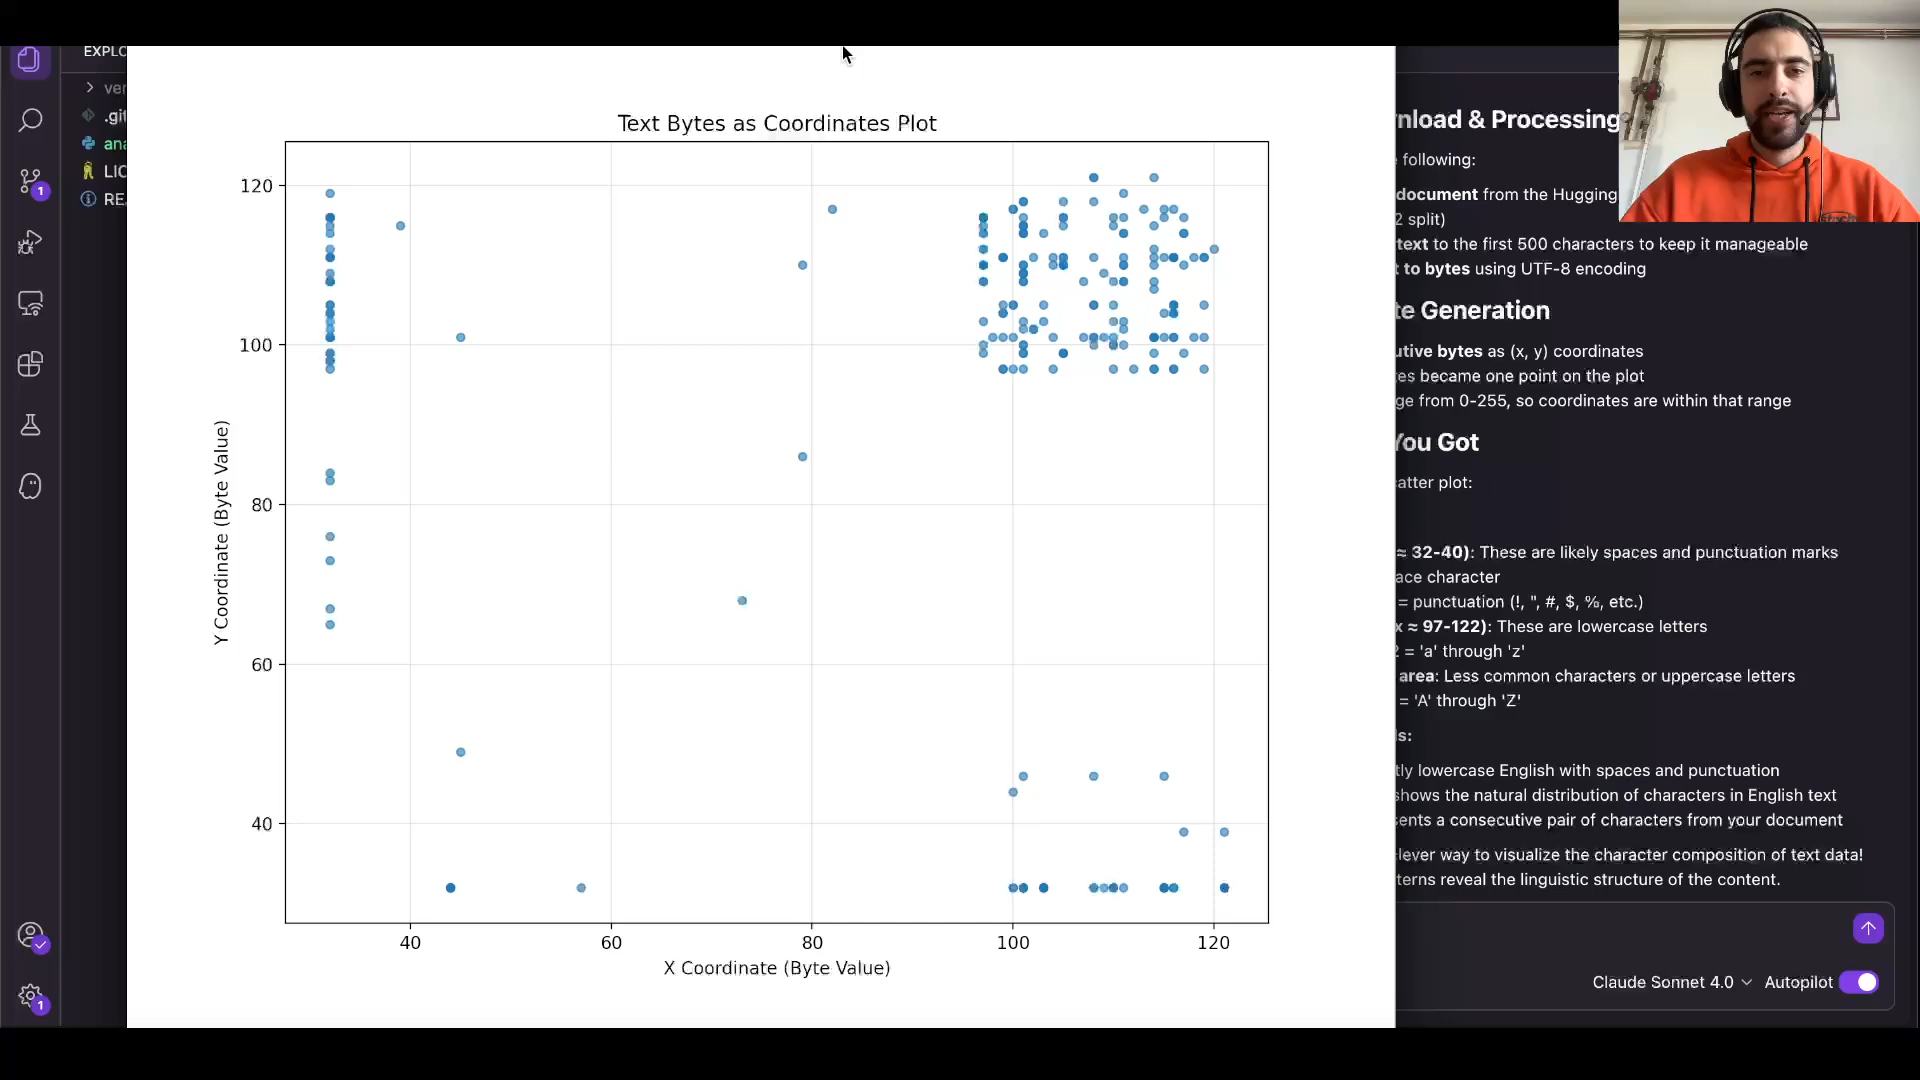 EXPLO
ver
.git
ana
LIC
REA
1
1
Text Bytes as Coordinates Plot
120
100
80
60
40
Y Coordinate (Byte Value)
40
60
80
100
120
X Coordinate (Byte Value)
nload & Processing
following:
document from the Hugging
2 split)
text to the first 500 characters to keep it manageable
t to bytes using UTF-8 encoding
te Generation
utive bytes as (x, y) coordinates
es became one point on the plot
ge from 0-255, so coordinates are within that range
You Got
atter plot:
≈ 32-40): These are likely spaces and punctuation marks
ace character
= punctuation (!, ", #, $, %, etc.)
x ≈ 97-122): These are lowercase letters
2 = 'a' through 'z'
area: Less common characters or uppercase letters
= 'A' through 'Z'
ls:
tly lowercase English with spaces and punctuation
shows the natural distribution of characters in English text
sents a consecutive pair of characters from your document
lever way to visualize the character composition of text data!
terns reveal the linguistic structure of the content.
Claude Sonnet 4.0
Autopilot